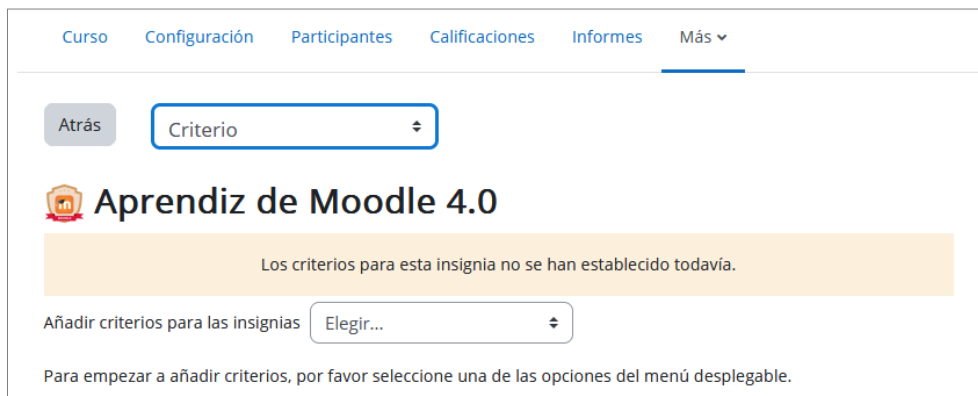 Curso Configuración Participantes Calificaciones Informes Más
Atrás Criterio
Aprendiz de Moodle 4.0
Los criterios para esta insignia no se han establecido todavía.
Añadir criterios para las insignias Elegir...
Para empezar a añadir criterios, por favor seleccione una de las opciones del menú desplegable.